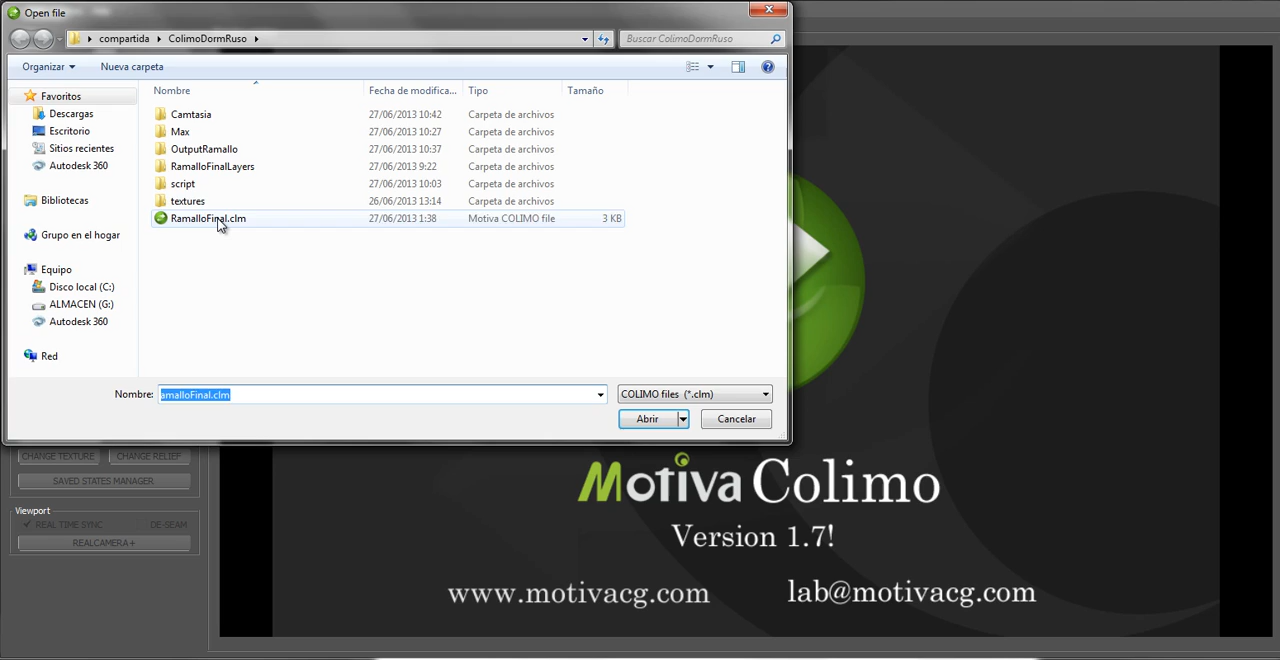 Open file
compartida ColimoDormRuso
Buscar ColimoDormRuso
Organizar Nueva carpeta
Nombre Fecha de modifica... Tipo Tamaño
Favoritos
Descargas
Escritorio
Sitios recientes
Autodesk 360
Bibliotecas
Grupo en el hogar
Equipo
Disco local (C:)
ALMACEN (G:)
Autodesk 360
Red
Camtasia 27/06/2013 10:42 Carpeta de archivos
Max 27/06/2013 10:27 Carpeta de archivos
OutputRamallo 27/06/2013 10:37 Carpeta de archivos
RamalloFinalLayers 27/06/2013 9:22 Carpeta de archivos
script 27/06/2013 10:03 Carpeta de archivos
textures 26/06/2013 13:14 Carpeta de archivos
RamalloFinal.clm 27/06/2013 1:38 Motiva COLIMO file 3 KB
Nombre: amalloFinal.clm COLIMO files (*.clm)
Abrir Cancelar
CHANGE TEXTURE CHANGE RELIEF
SAVED STATES MANAGER
Viewport
REAL TIME SYNC DE-SEAM
REALCAMERA+
Motiva Colimo
Version 1.7!
www.motivacg.com lab@motivacg.com